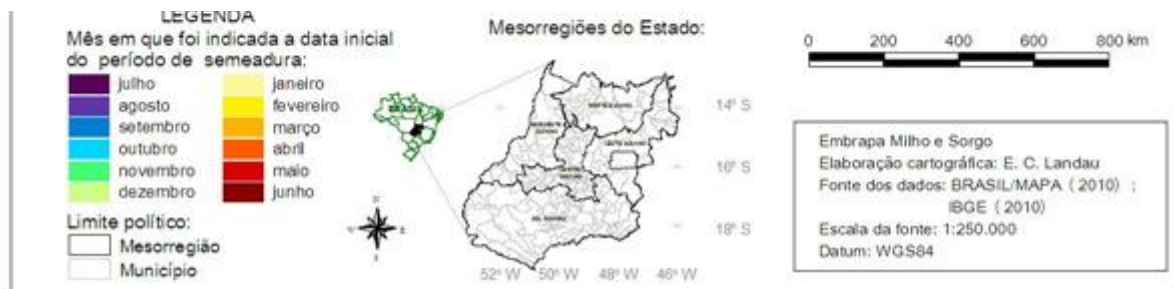 LEGENDA
Mês em que foi indicada a data inicial
do período de semeadura:
julho
agosto
setembro
outubro
novembro
dezembro
janeiro
fevereiro
março
abril
maio
junho
Limite político:
Mesorregião
Município
Mesorregiões do Estado:
BRASIL
14º S
16º S
18º S
52º W 50º W 48º W 46º W
0 200 400 600 800 km
Embrapa Milho e Sorgo
Elaboração cartográfica: E. C. Landau
Fonte dos dados: BRASIL/MAPA ( 2010) ;
IBGE ( 2010)
Escala da fonte: 1:250.000
Datum: WGS84